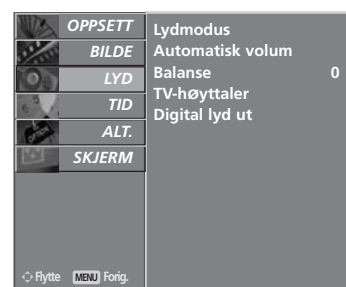 OPPSETT
BILDE
LYD
TID
ALT.
SKJERM
Flytte MENU Forig.
Lydmodus
Automatisk volum
Balanse 0
TV-høyttaler
Digital lyd ut